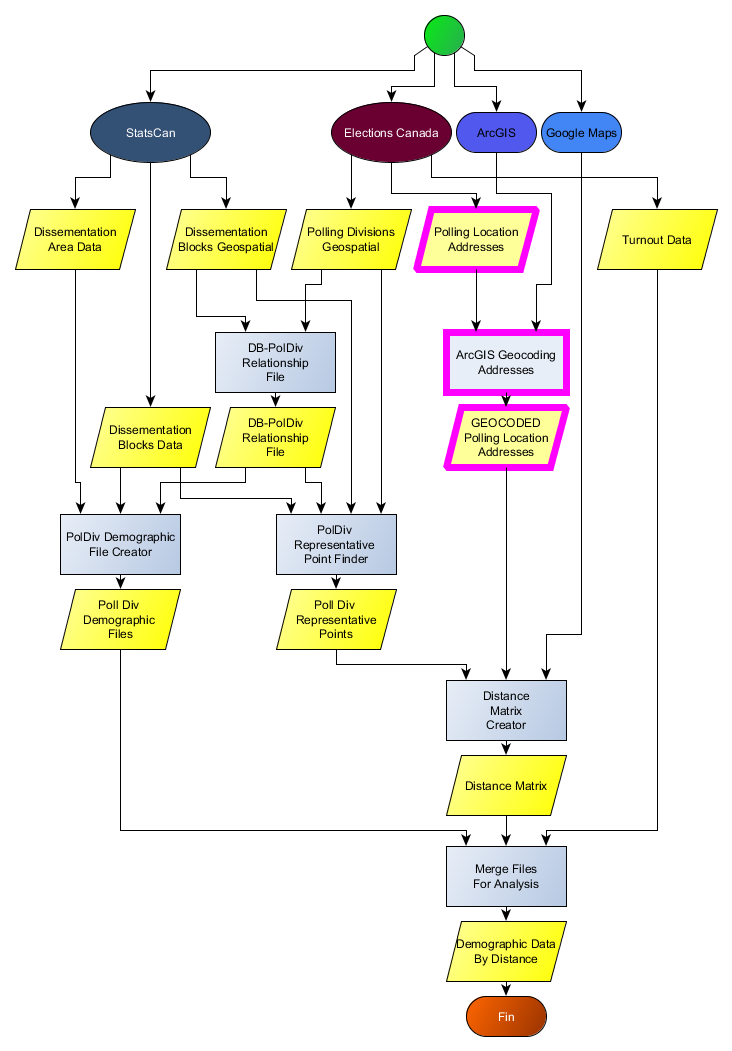 StatsCan
Elections Canada
ArcGIS
Google Maps
Dissementation
Area Data
Dissementation
Blocks Geospatial
Polling Divisions
Geospatial
Polling Location
Addresses
Turnout Data
DB-PolDiv
Relationship
File
ArcGIS Geocoding
Addresses
Dissementation
Blocks Data
DB-PolDiv
Relationship
File
GEOCODED
Polling Location
Addresses
PolDiv Demographic
File Creator
PolDiv
Representative
Point Finder
Poll Div
Demographic
Files
Poll Div
Representative
Points
Distance
Matrix
Creator
Distance Matrix
Merge Files
For Analysis
Demographic Data
By Distance
Fin